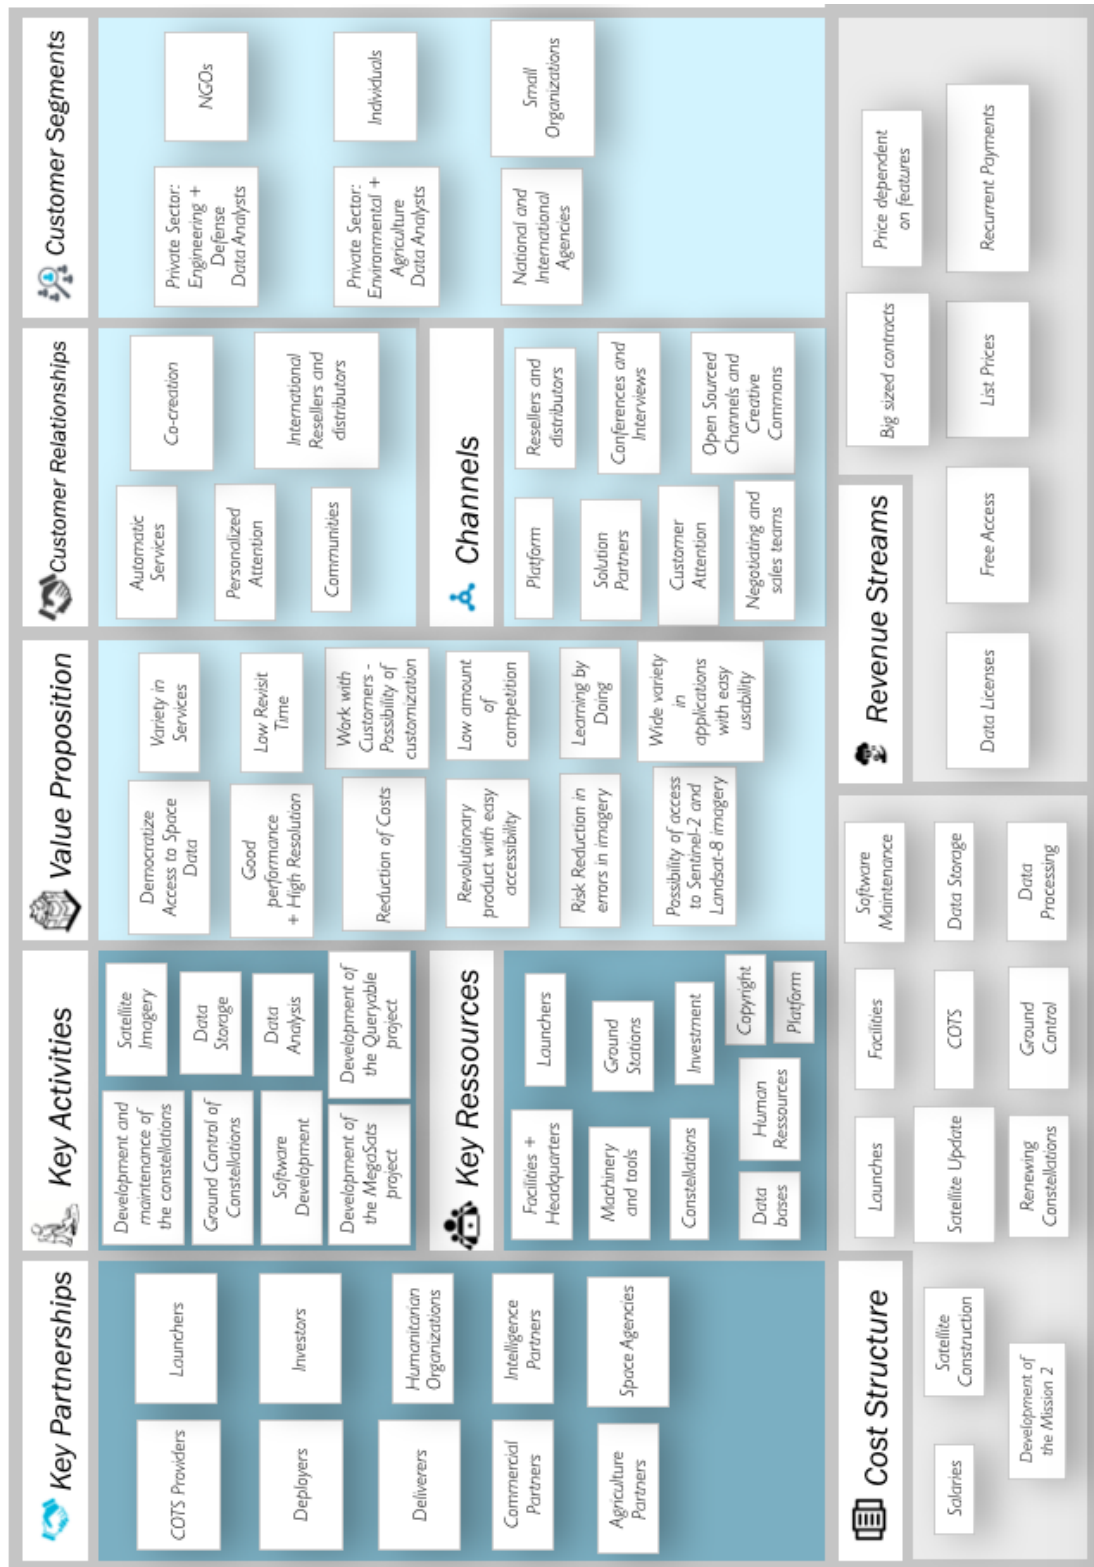 Key Partnerships
COTS Providers
Launchers
Deployers
Investors
Deliverers
Humanitarian
Organizations
Commercial
Partners
Intelligence
Partners
Agriculture
Partners
Space Agencies
Key Activities
Development and
maintenance of
the constellations
Satellite
Imagery
Ground Control of
Constellations
Data
Storage
Software
Development
Data
Analysis
Development of
the MegaSats
project
Development of
the Queryable
project
Key Ressources
Facilities +
Headquarters
Launchers
Machinery
and tools
Ground
Stations
Constellations
Investment
Data
bases
Human
Ressources
Copyright
Platform
Value Proposition
Democratize
Access to Space
Data
Variety in
Services
Good
performance
+ High Resolution
Low Revisit
Time
Reduction of Costs
Work with
Customers -
Possibility of
customization
Revolutionary
product with easy
accessibility
Low amount
of
competition
Risk Reduction in
errors in imagery
Learning by
Doing
Possibility of access
to Sentinel-2 and
Landsat-8 imagery
Wide variety
in
applications
with easy
usability
Customer Relationships
Automatic
Services
Co-creation
Personalized
Attention
International
Resellers and
distributors
Communities
Channels
Platform
Resellers and
distributors
Solution
Partners
Conferences and
Interviews
Customer
Attention
Open Sourced
Channels and
Creative
Commons
Negotiating and
sales teams
Customer Segments
Private Sector:
Engineering +
Defense
Data Analysts
NGOs
Private Sector:
Environmental +
Agriculture
Data Analysts
Individuals
National and
International
Agencies
Small
Organizations
Cost Structure
Salaries
Satellite
Construction
Development of
the Mission 2
Launches
Facilities
Software
Maintenance
Satellite Update
COTS
Data Storage
Renewing
Constellations
Ground
Control
Data
Processing
Revenue Streams
Big sized contracts
Price dependent
on features
Data Licenses
Free Access
List Prices
Recurrent Payments